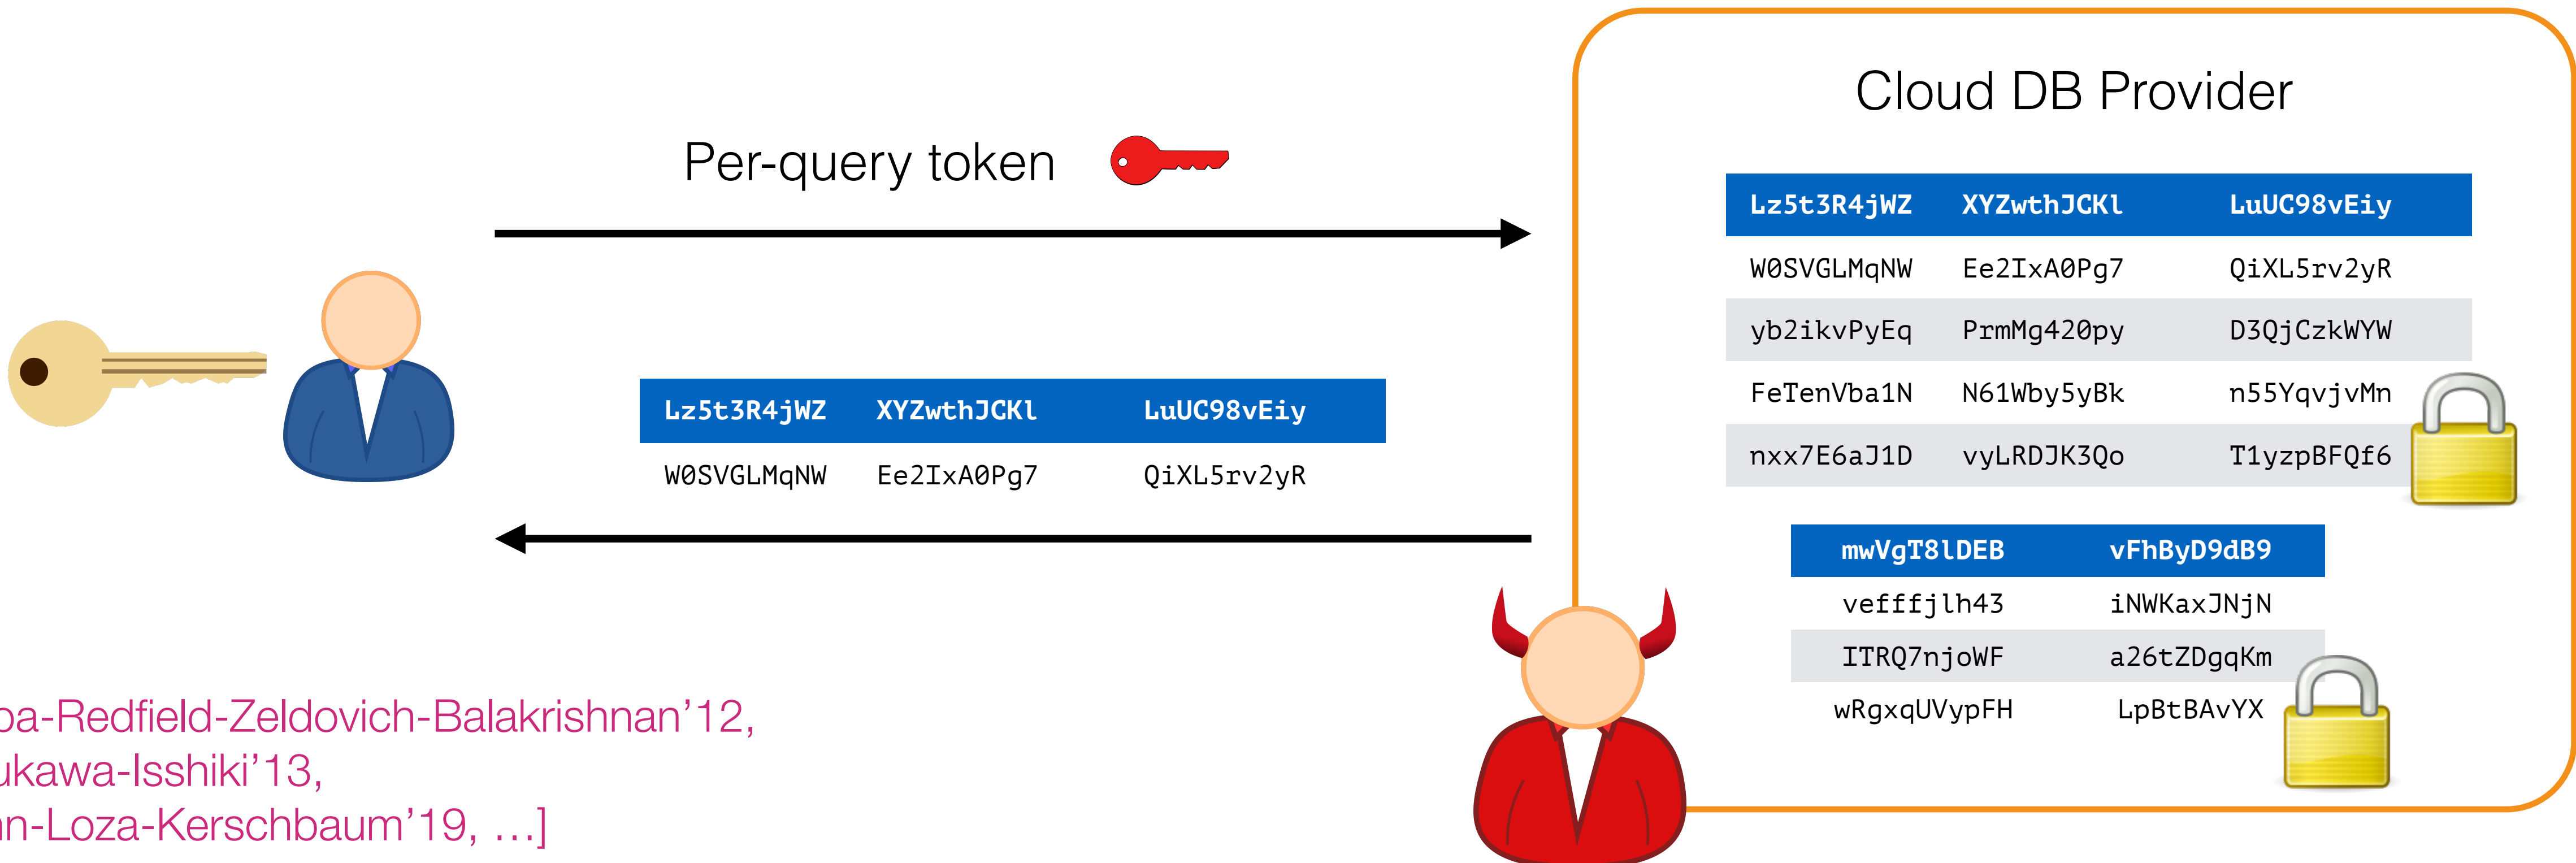 Cloud DB Provider
Per-query token
Lz5t3R4jWZ XYZwthJCKl LuUC98vEiy
W0SVGLMqNW Ee2IxA0Pg7 QiXL5rv2yR
yb2ikvPyEq PrmMg420py D3QjCzkWYW
FeTenVba1N N61Wby5yBk n55YqvjvMn
nxx7E6aJ1D vyLRDJK3Qo T1yzpBFQf6
Lz5t3R4jWZ XYZwthJCKl LuUC98vEiy
W0SVGLMqNW Ee2IxA0Pg7 QiXL5rv2yR
mwVgT8lDEB vFhByD9dB9
vefffjlh43 iNWKaxJNjN
ITRQ7njoWF a26tZDgqKm
wRgxqUVypFH LpBtBAvYX
-Redfield-Zeldovich-Balakrishnan'12,
-Isshiki'13,
-Loza-Kerschbaum'19, …]